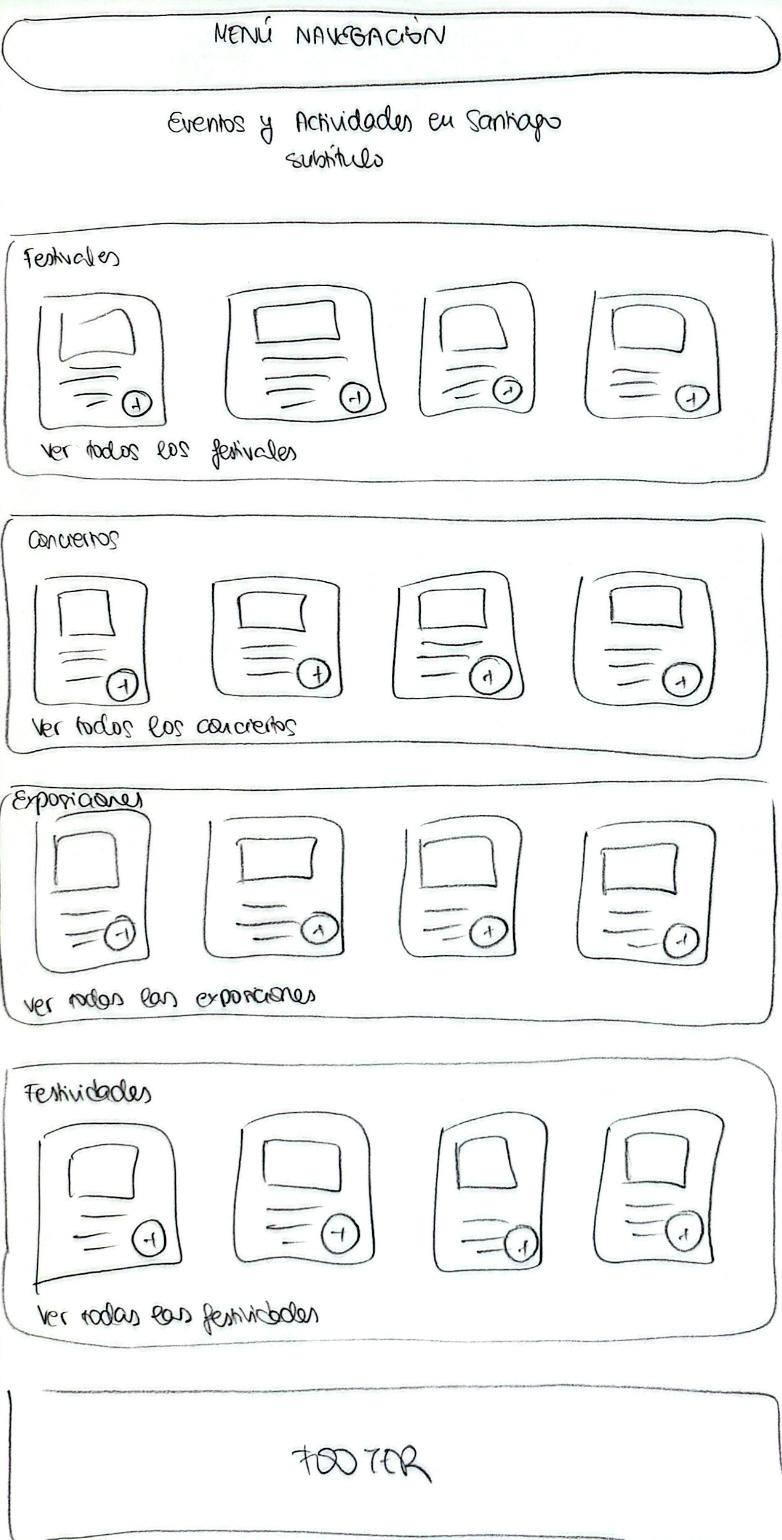 MENÚ NAVEGACIÓN
Eventos y Actividades en Santiago
subtítulo
Festivales
+ + + +
Ver todos los festivales
Conciertos
+ + + +
Ver todos los conciertos
Exposiciones
+ + + +
Ver todas las exposiciones
Festividades
+ + + +
Ver todas las festividades
FOOTER